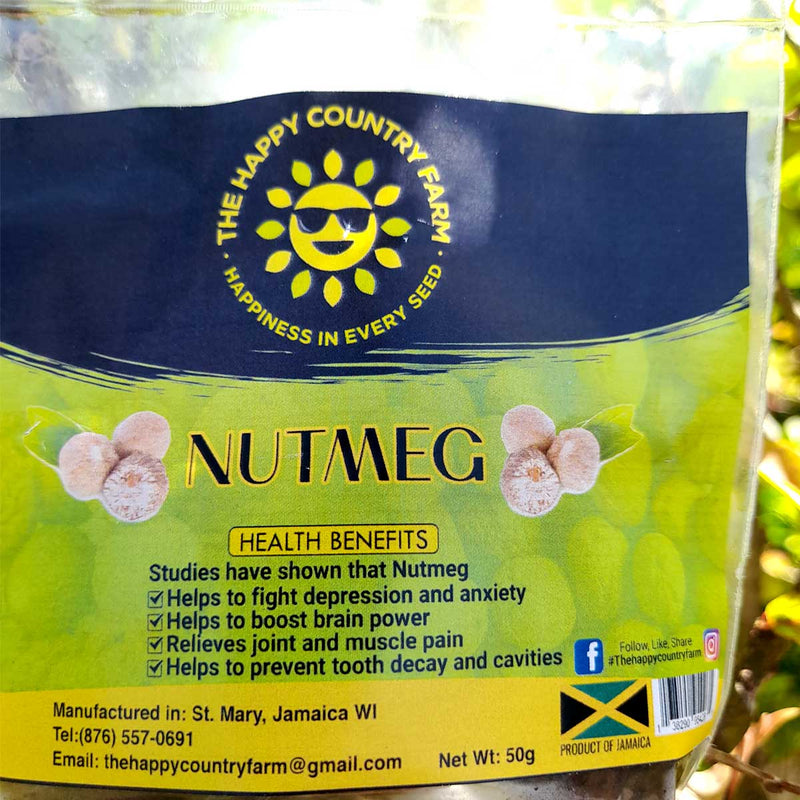 THE HAPPY COUNTRY FARM
HAPPINESS IN EVERY SEED
NUTMEG
HEALTH BENEFITS
Studies have shown that Nutmeg
Helps to fight depression and anxiety
Helps to boost brain power
Relieves joint and muscle pain
Helps to prevent tooth decay and cavities
Follow, Like, Share
#Thehappycountryfarm
Manufactured in: St. Mary, Jamaica WI
Tel:(876) 557-0691
Email: thehappycountryfarm@gmail.com
Net Wt: 50g
PRODUCT OF JAMAICA